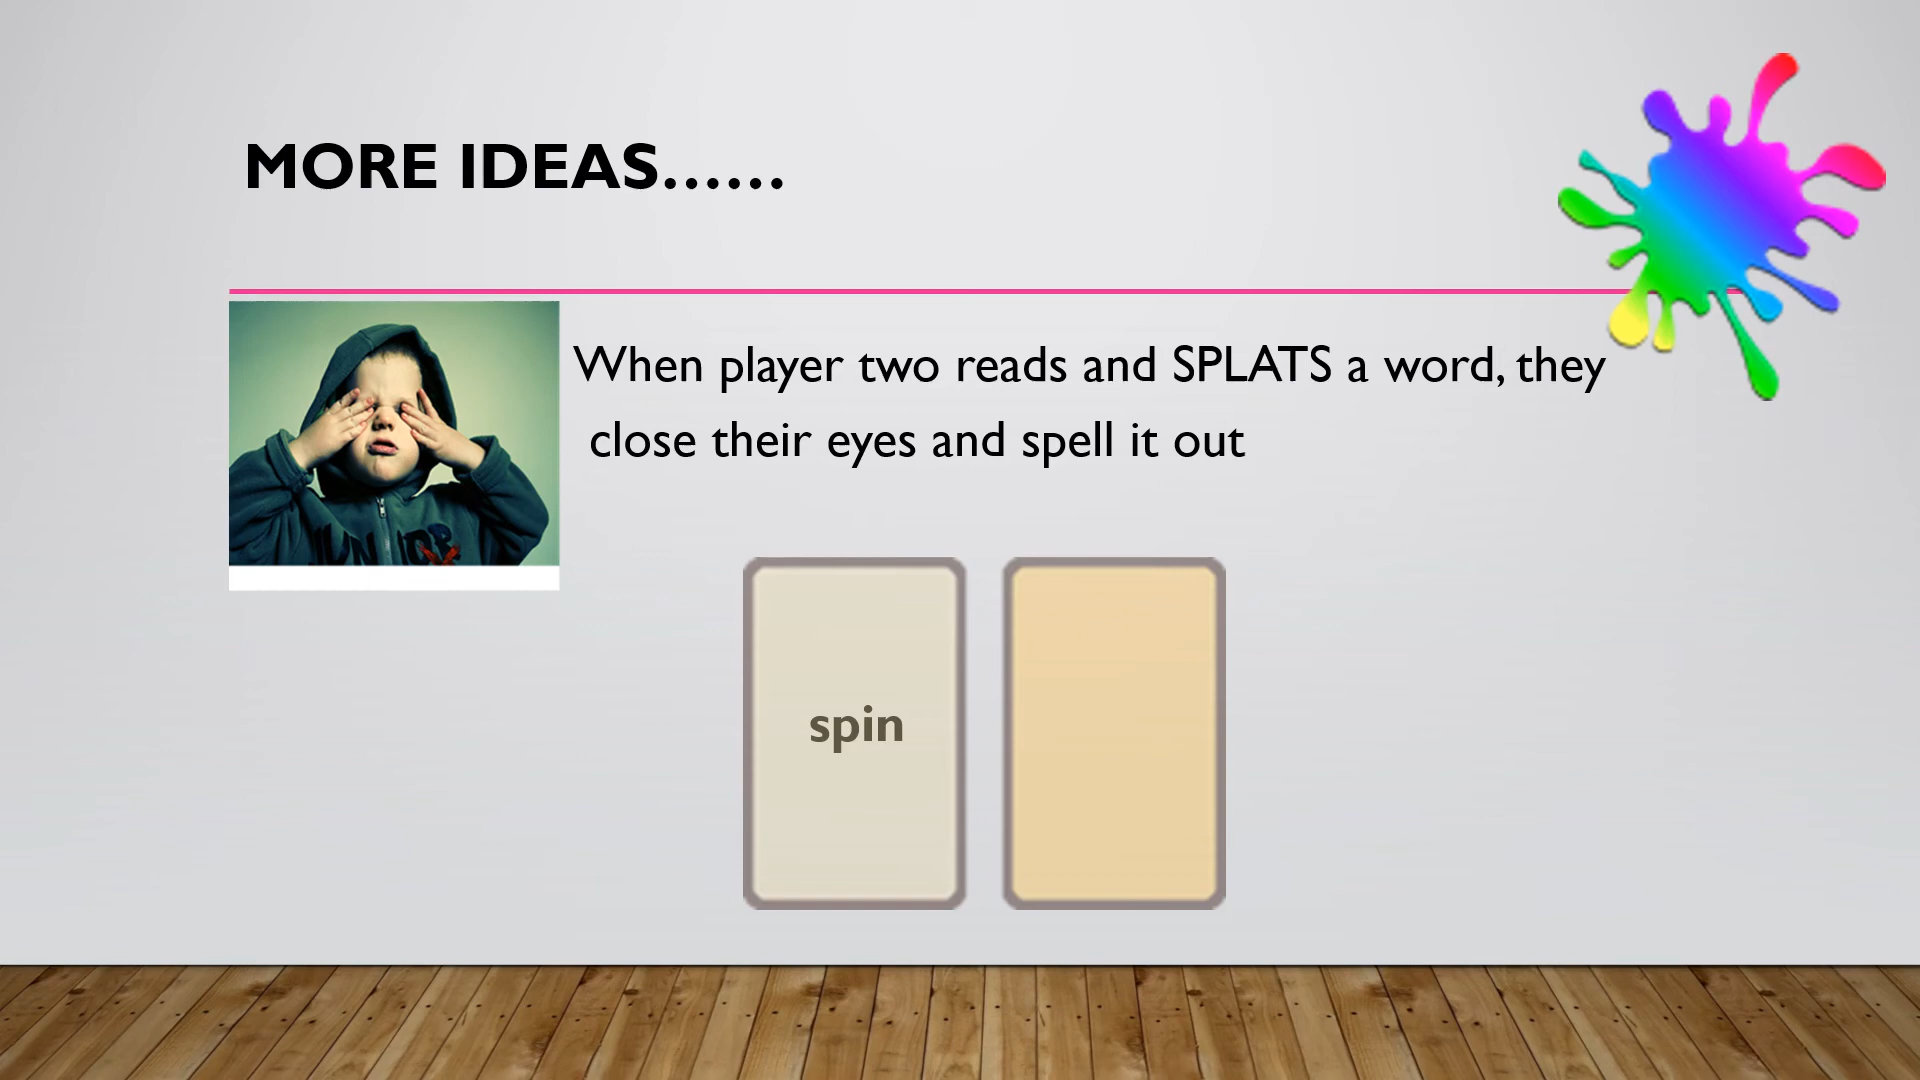 MORE IDEAS......
When player two reads and SPLATS a word, they
close their eyes and spell it out
spin